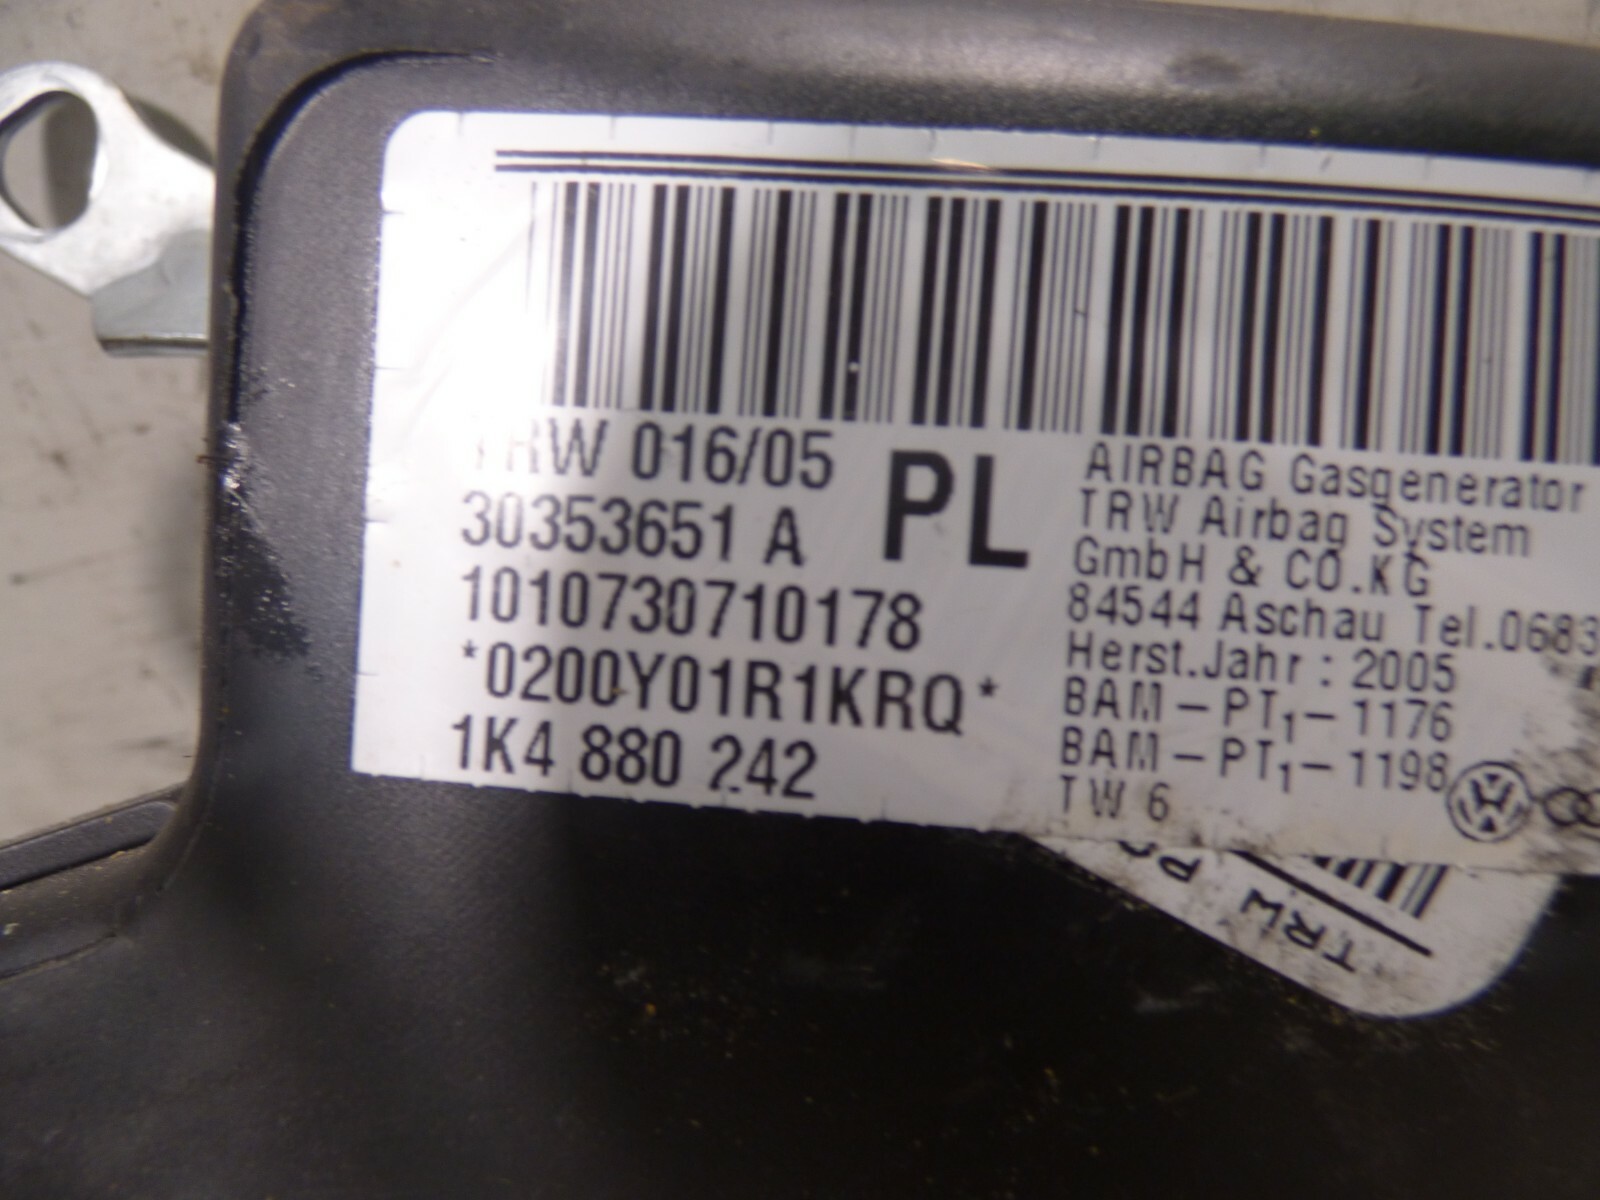 TRW 016/05
30353651 A
PL
1010730710178
*0200Y01R1KRQ*
1K4 880 242
AIRBAG Gasgenerator
TRW Airbag System
GmbH & CO.KG
84544 Aschau Tel.0683
Herst.Jahr : 2005
BAM-PT1-1176
BAM-PT1-1198
TW 6
TRW